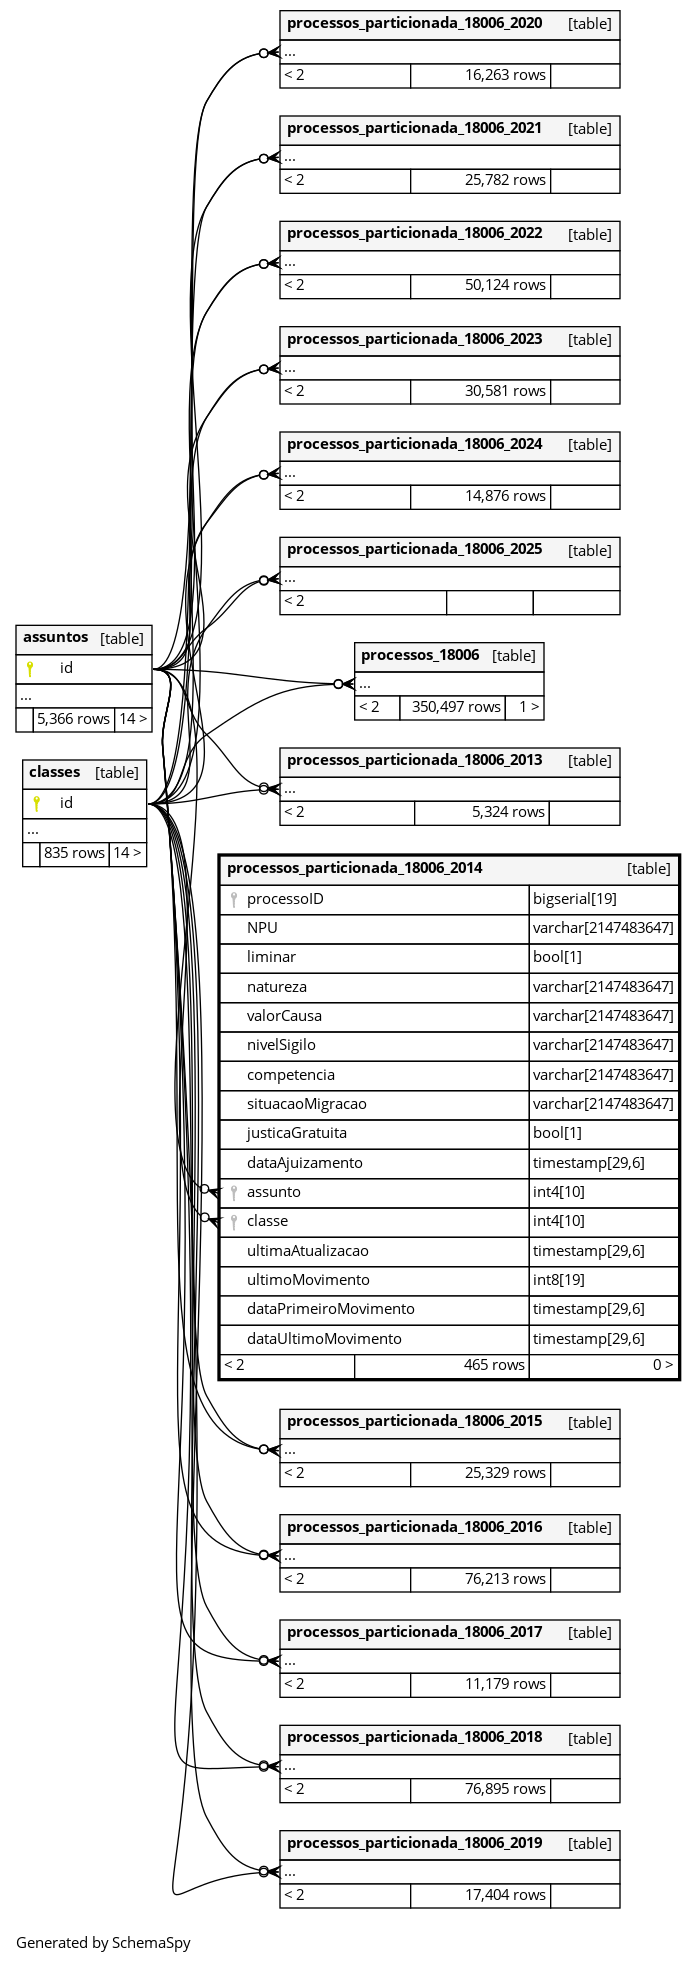 processos_particionada_18006_2020 [table]
...
< 2 16,263 rows
processos_particionada_18006_2021 [table]
...
< 2 25,782 rows
processos_particionada_18006_2022 [table]
...
< 2 50,124 rows
processos_particionada_18006_2023 [table]
...
< 2 30,581 rows
processos_particionada_18006_2024 [table]
...
< 2 14,876 rows
processos_particionada_18006_2025 [table]
...
< 2
assuntos [table]
id
...
5,366 rows 14 >
processos_18006 [table]
...
< 2 350,497 rows 1 >
classes [table]
id
...
835 rows 14 >
processos_particionada_18006_2013 [table]
...
< 2 5,324 rows
processos_particionada_18006_2014 [table]
processoID bigserial[19]
NPU varchar[2147483647]
liminar bool[1]
natureza varchar[2147483647]
valorCausa varchar[2147483647]
nivelSigilo varchar[2147483647]
competencia varchar[2147483647]
situacaoMigracao varchar[2147483647]
justicaGratuita bool[1]
dataAjuizamento timestamp[29,6]
assunto int4[10]
classe int4[10]
ultimaAtualizacao timestamp[29,6]
ultimoMovimento int8[19]
dataPrimeiroMovimento timestamp[29,6]
dataUltimoMovimento timestamp[29,6]
< 2 465 rows 0 >
processos_particionada_18006_2015 [table]
...
< 2 25,329 rows
processos_particionada_18006_2016 [table]
...
< 2 76,213 rows
processos_particionada_18006_2017 [table]
...
< 2 11,179 rows
processos_particionada_18006_2018 [table]
...
< 2 76,895 rows
processos_particionada_18006_2019 [table]
...
< 2 17,404 rows
Generated by SchemaSpy